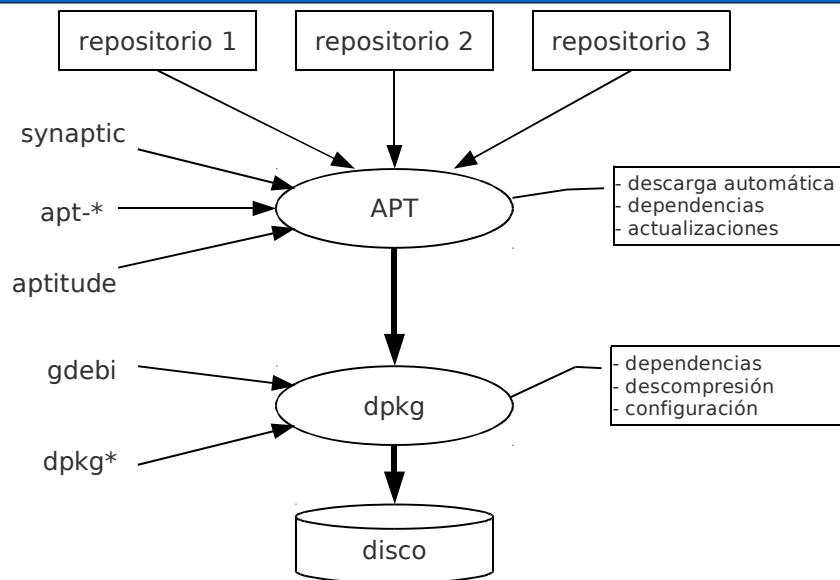 repositorio 1
repositorio 2
repositorio 3
synaptic
apt-*
aptitude
APT
- descarga automática
- dependencias
- actualizaciones
gdebi
dpkg*
dpkg
- dependencias
- descompresión
- configuración
disco